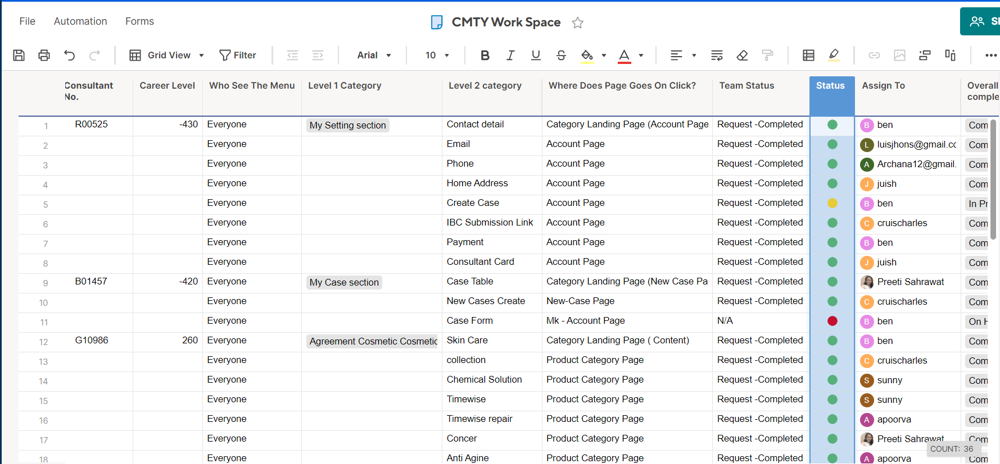 File Automation Forms CMTY Work Space
Grid View Filter Arial 10 B I U S A
Consultant No. Career Level Who See The Menu Level 1 Category Level 2 category Where Does Page Goes On Click? Team Status Status Assign To Overall comple
1 R00525 -430 Everyone My Setting section Contact detail Category Landing Page (Account Page Request -Completed B ben Com
2 Everyone Email Account Page Request -Completed L luisjhons@gmail.cc Com
3 Everyone Phone Account Page Request -Completed A Archana12@gmail. Com
4 Everyone Home Address Account Page Request -Completed J juish Com
5 Everyone Create Case Account Page Request -Completed B ben In Pr
6 Everyone IBC Submission Link Account Page Request -Completed C cruischarles Com
7 Everyone Payment Account Page Request -Completed B ben Com
8 Everyone Consultant Card Account Page Request -Completed J juish Com
9 B01457 -420 Everyone My Case section Case Table Category Landing Page (New Case Pa Request -Completed Preeti Sahrawat Com
10 Everyone New Cases Create New-Case Page Request -Completed C cruischarles Com
11 Everyone Case Form Mk - Account Page N/A B ben On H
12 G10986 260 Everyone Agreement Cosmetic Cosmetic Skin Care Category Landing Page ( Content) Request -Completed B ben Com
13 Everyone collection Product Category Page Request -Completed C cruischarles Com
14 Everyone Chemical Solution Product Category Page Request -Completed S sunny Com
15 Everyone Timewise Product Category Page Request -Completed S sunny Com
16 Everyone Timewise repair Product Category Page Request -Completed A apoorva Com
17 Everyone Concer Product Category Page Request -Completed Preeti Sahrawat Com
COUNT: 36
18 Everyone Anti Agine Product Category Page Request -Completed A apoorva Com